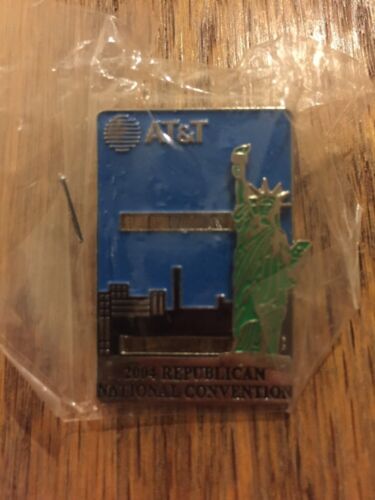 AT&T
2004 REPUBLICAN
NATIONAL CONVENTION